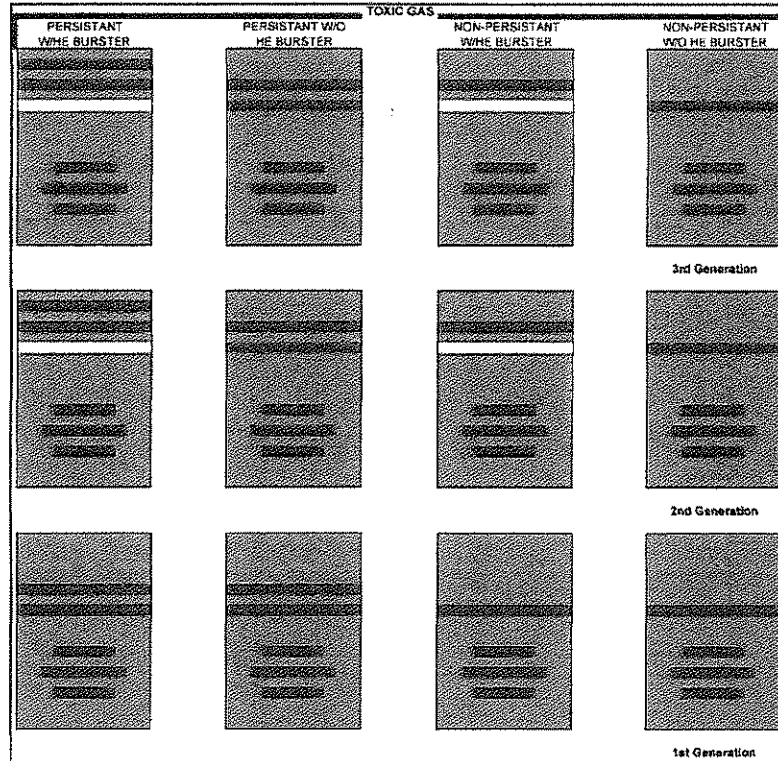 TOXIC GAS
PERSISTANT
W/HE BURSTER
PERSISTANT W/O
HE BURSTER
NON-PERSISTANT
W/HE BURSTER
NON-PERSISTANT
W/O HE BURSTER
3rd Generation
2nd Generation
1st Generation